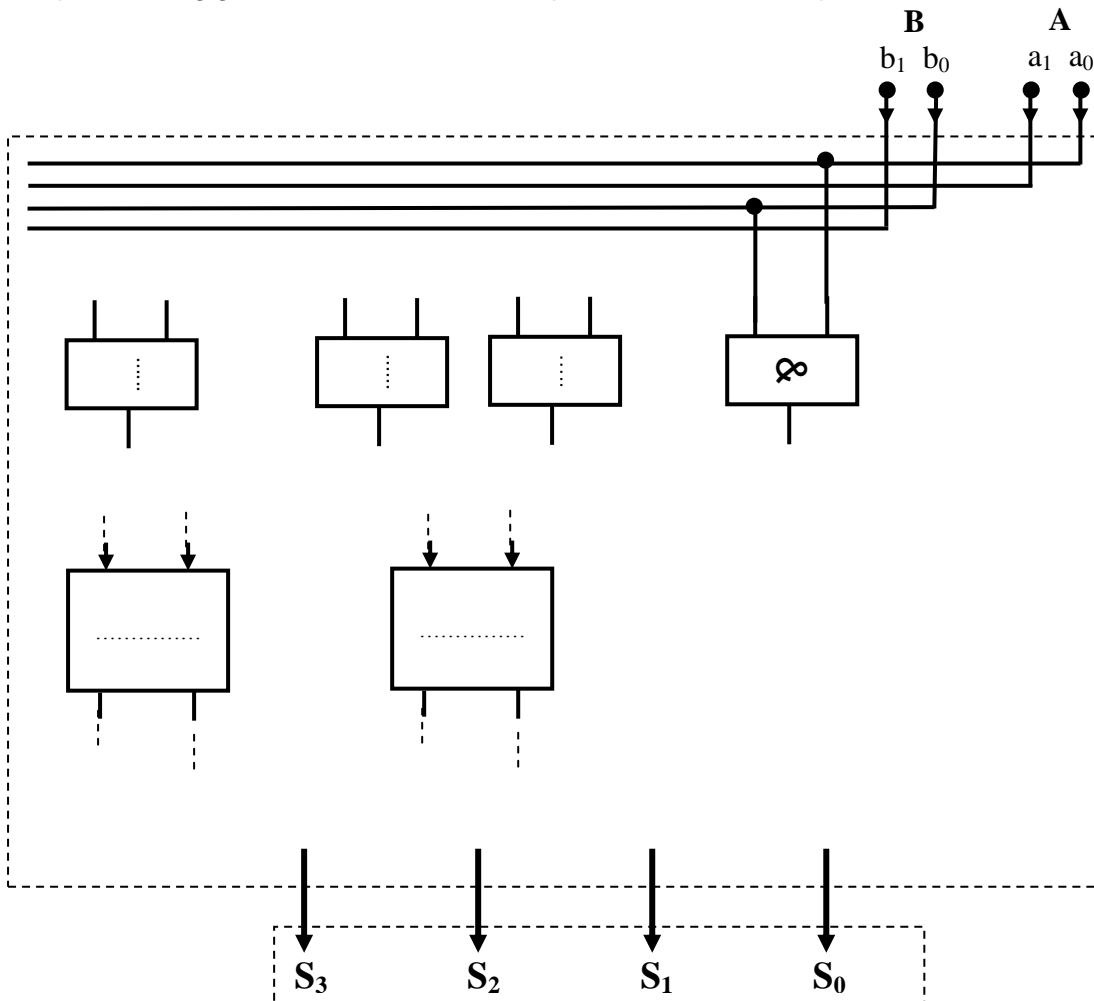 B A
b₁ b₀ a₁ a₀
...... ...... ...... &
.............. ..............
S₃ S₂ S₁ S₀